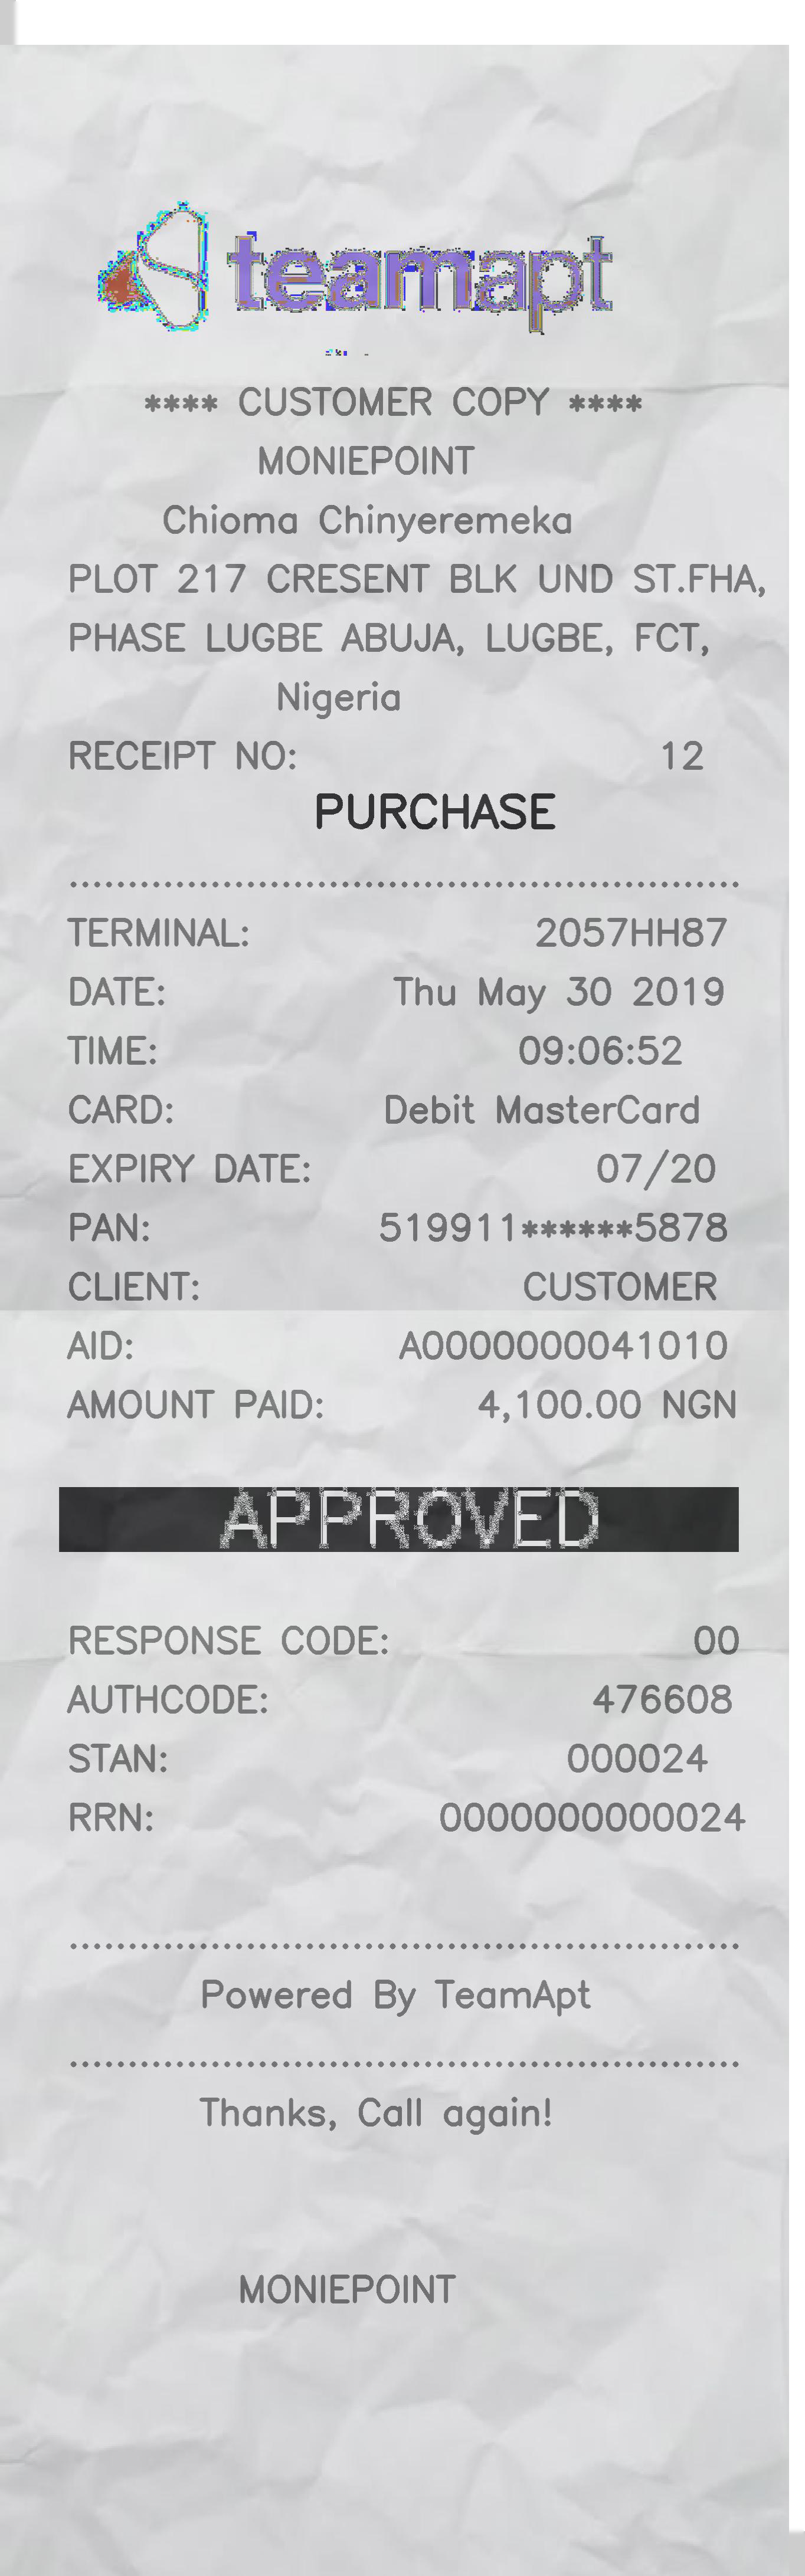 teamapt
**** CUSTOMER COPY ****
MONIEPOINT
Chioma Chinyeremeka
PLOT 217 CRESENT BLK UND ST.FHA,
PHASE LUGBE ABUJA, LUGBE, FCT,
Nigeria
RECEIPT NO: 12
PURCHASE
TERMINAL: 2057HH87
DATE: Thu May 30 2019
TIME: 09:06:52
CARD: Debit MasterCard
EXPIRY DATE: 07/20
PAN: 519911******5878
CLIENT: CUSTOMER
AID: A0000000041010
AMOUNT PAID: 4,100.00 NGN
APPROVED
RESPONSE CODE: 00
AUTHCODE: 476608
STAN: 000024
RRN: 0000000000024
Powered By TeamApt
Thanks, Call again!
MONIEPOINT